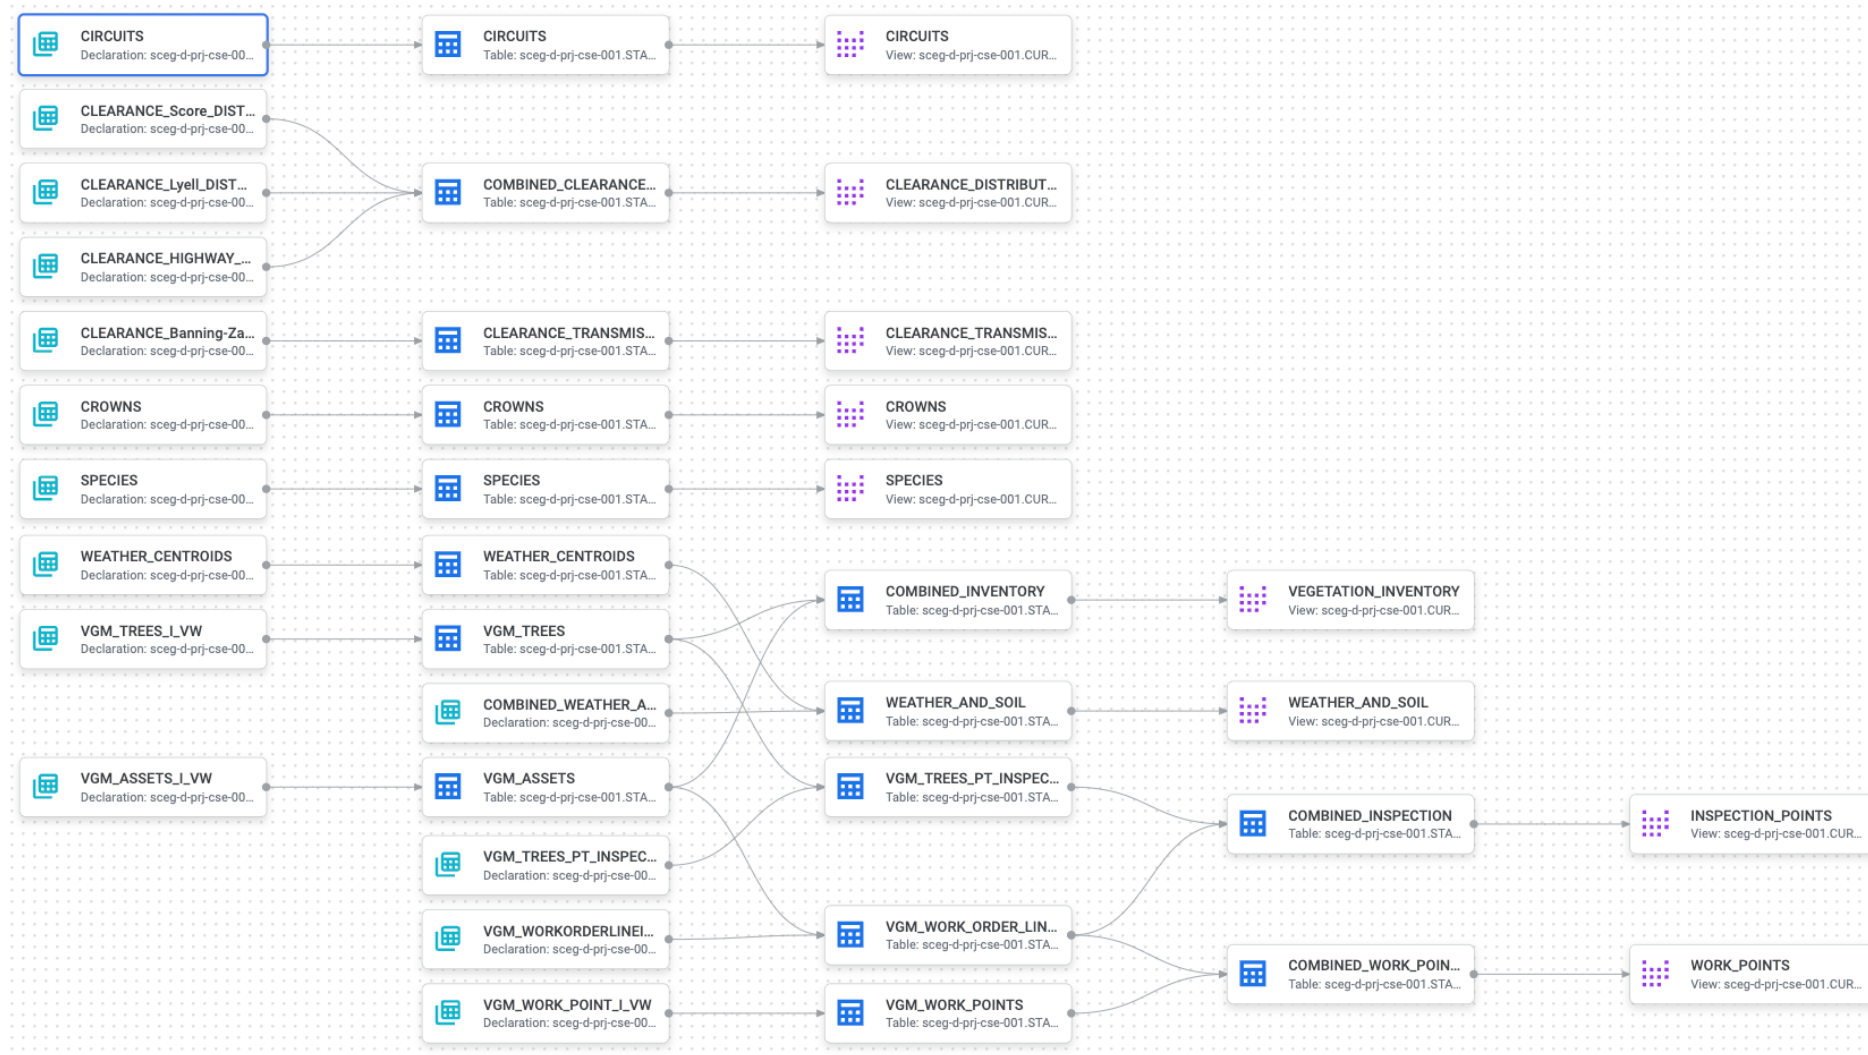 CIRCUITS
Declaration: sceg-d-prj-cse-00...
CIRCUITS
Table: sceg-d-prj-cse-001.STA...
CIRCUITS
View: sceg-d-prj-cse-001.CUR...
CLEARANCE_Score_DIST...
Declaration: sceg-d-prj-cse-00...
CLEARANCE_Lyell_DIST...
Declaration: sceg-d-prj-cse-00...
COMBINED_CLEARANCE...
Table: sceg-d-prj-cse-001.STA...
CLEARANCE_DISTRIBUT...
View: sceg-d-prj-cse-001.CUR...
CLEARANCE_HIGHWAY_...
Declaration: sceg-d-prj-cse-00...
CLEARANCE_Banning-Za...
Declaration: sceg-d-prj-cse-00...
CLEARANCE_TRANSMIS...
Table: sceg-d-prj-cse-001.STA...
CLEARANCE_TRANSMIS...
View: sceg-d-prj-cse-001.CUR...
CROWNS
Declaration: sceg-d-prj-cse-00...
CROWNS
Table: sceg-d-prj-cse-001.STA...
CROWNS
View: sceg-d-prj-cse-001.CUR...
SPECIES
Declaration: sceg-d-prj-cse-00...
SPECIES
Table: sceg-d-prj-cse-001.STA...
SPECIES
View: sceg-d-prj-cse-001.CUR...
WEATHER_CENTROIDS
Declaration: sceg-d-prj-cse-00...
WEATHER_CENTROIDS
Table: sceg-d-prj-cse-001.STA...
COMBINED_INVENTORY
Table: sceg-d-prj-cse-001.STA...
VEGETATION_INVENTORY
View: sceg-d-prj-cse-001.CUR...
VGM_TREES_I_VW
Declaration: sceg-d-prj-cse-00...
VGM_TREES
Table: sceg-d-prj-cse-001.STA...
COMBINED_WEATHER_A...
Declaration: sceg-d-prj-cse-00...
WEATHER_AND_SOIL
Table: sceg-d-prj-cse-001.STA...
WEATHER_AND_SOIL
View: sceg-d-prj-cse-001.CUR...
VGM_ASSETS_I_VW
Declaration: sceg-d-prj-cse-00...
VGM_ASSETS
Table: sceg-d-prj-cse-001.STA...
VGM_TREES_PT_INSPEC...
Table: sceg-d-prj-cse-001.STA...
COMBINED_INSPECTION
Table: sceg-d-prj-cse-001.STA...
INSPECTION_POINTS
View: sceg-d-prj-cse-001.CUR...
VGM_TREES_PT_INSPEC...
Declaration: sceg-d-prj-cse-00...
VGM_WORKORDERLINEI...
Declaration: sceg-d-prj-cse-00...
VGM_WORK_ORDER_LIN...
Table: sceg-d-prj-cse-001.STA...
COMBINED_WORK_POIN...
Table: sceg-d-prj-cse-001.STA...
WORK_POINTS
View: sceg-d-prj-cse-001.CUR...
VGM_WORK_POINT_I_VW
Declaration: sceg-d-prj-cse-00...
VGM_WORK_POINTS
Table: sceg-d-prj-cse-001.STA...